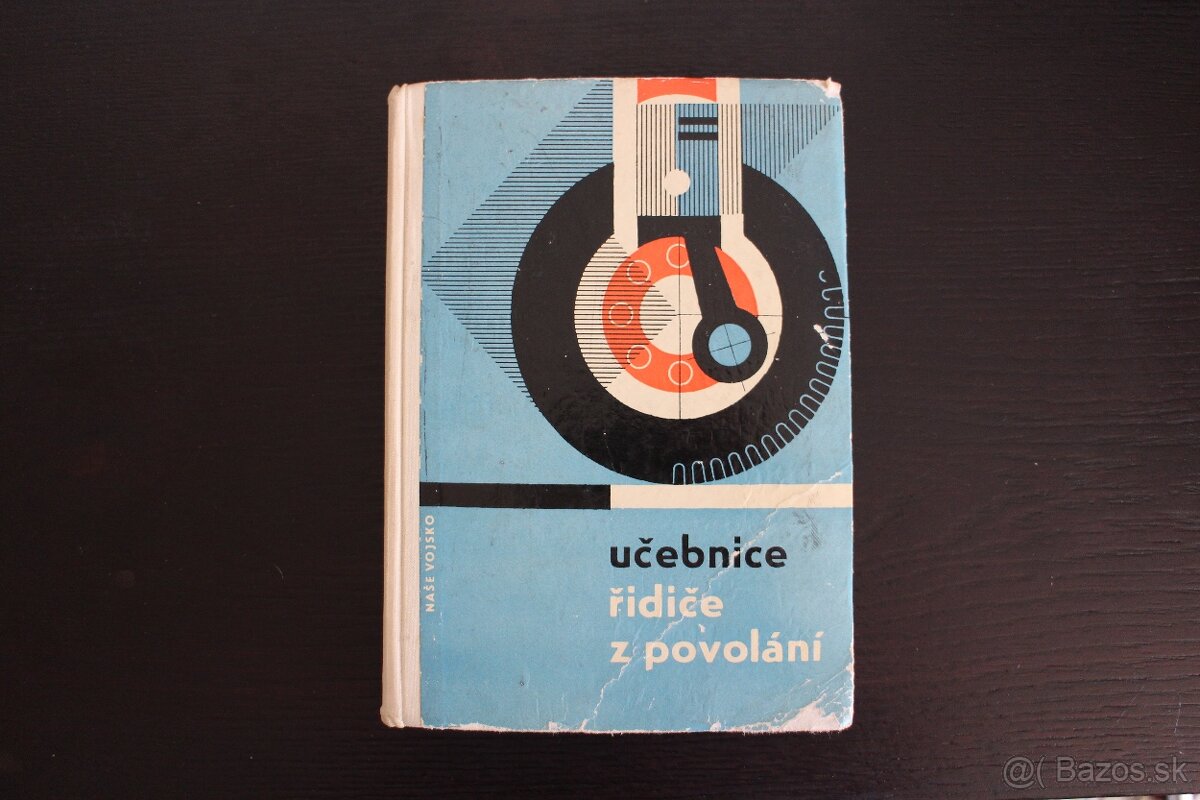 NAŠE VOJSKO
učebnice
řidiče
z povolání
@( Bazos.sk